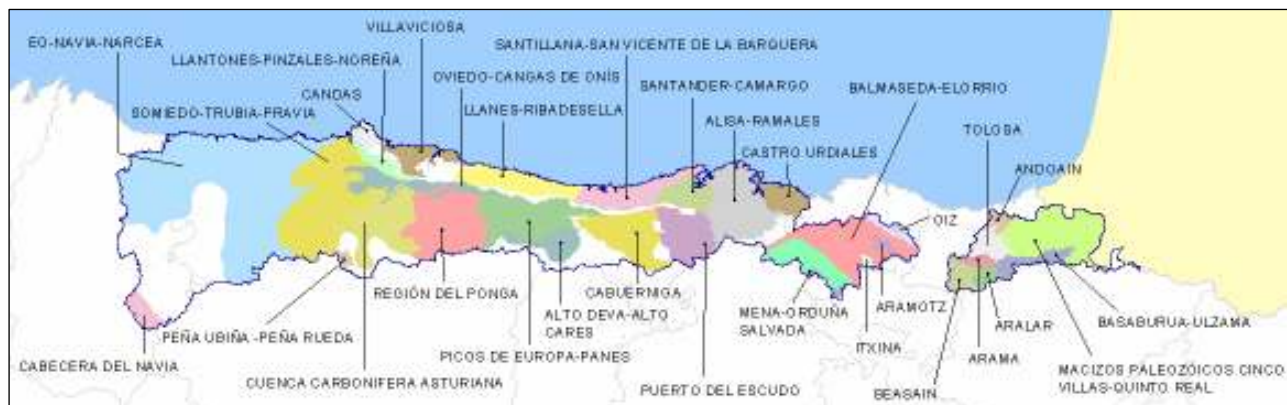 VILLAVICIOSA
EO-NAVIA-NARCEA
SANTILLANA-SAN VICENTE DE LA BARQUERA
LLANTONES-PINZALES-NOREÑA
OVIEDO-CANGAS DE ONÍS
SANTANDER-CAMARGO
BALMASEDA-ELORRIO
CANDAS
LLANES-RIBADESELLA
SOMIEDO-TRUBIA-PRAVIA
ALISA-RAMALES
TOLOSA
CASTRO URDIALES
ANDOAIN
OIZ
REGIÓN DEL PONGA
CABUERNIGA
MENA-ORDUÑA
SALVADA
ARAMOTZ
ALTO DEVA-ALTO
CARES
ARALAR
BASABURUA-ULZAMA
PEÑA UBIÑA -PEÑA RUEDA
ITXINA
PICOS DE EUROPA-PANES
ARAMA
CABECERA DEL NAVIA
MACIZOS PALEOZÓICOS CINCO
VILLAS-QUINTO REAL
CUENCA CARBONIFERA ASTURIANA
PUERTO DEL ESCUDO
BEASAIN